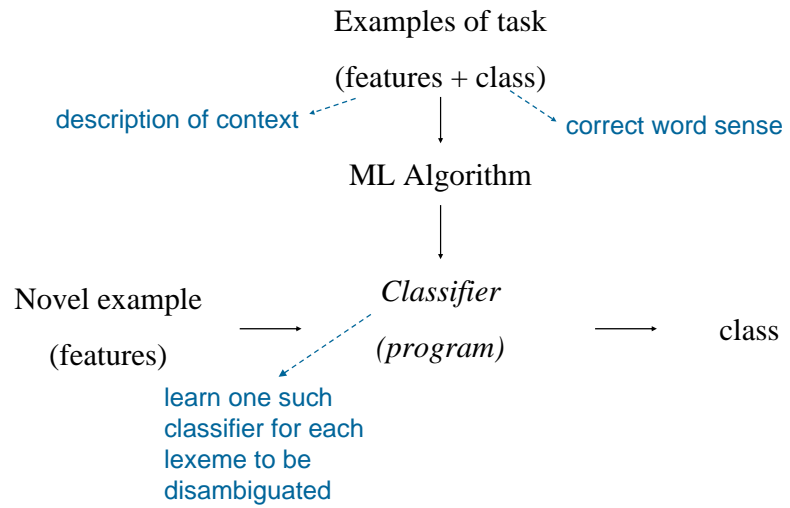 Examples of task
(features + class)
description of context
correct word sense
ML Algorithm
Classifier
(program)
Novel example
(features)
class
learn one such
classifier for each
lexeme to be
disambiguated